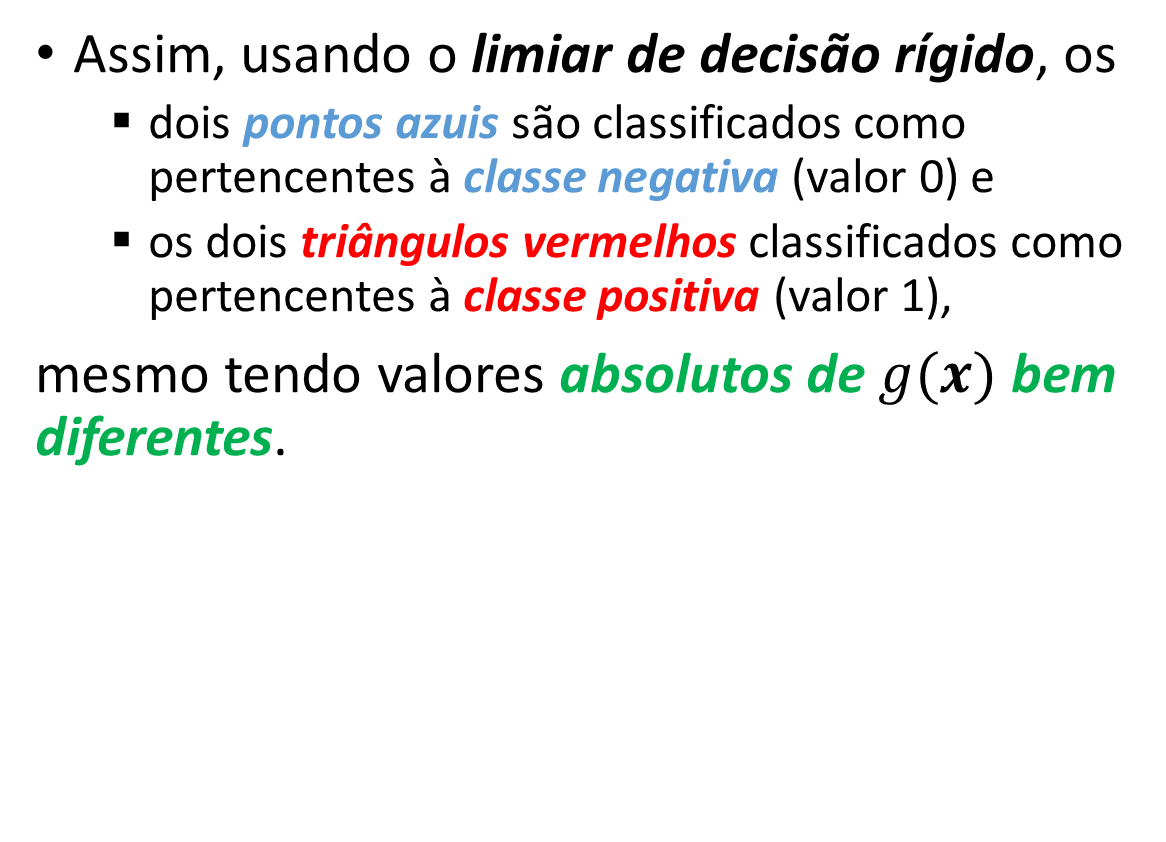 • Assim, usando o limiar de decisão rígido, os
▪ dois pontos azuis são classificados como
pertencentes à classe negativa (valor 0) e
▪ os dois triângulos vermelhos classificados como
pertencentes à classe positiva (valor 1),
mesmo tendo valores absolutos de g(x) bem
diferentes.